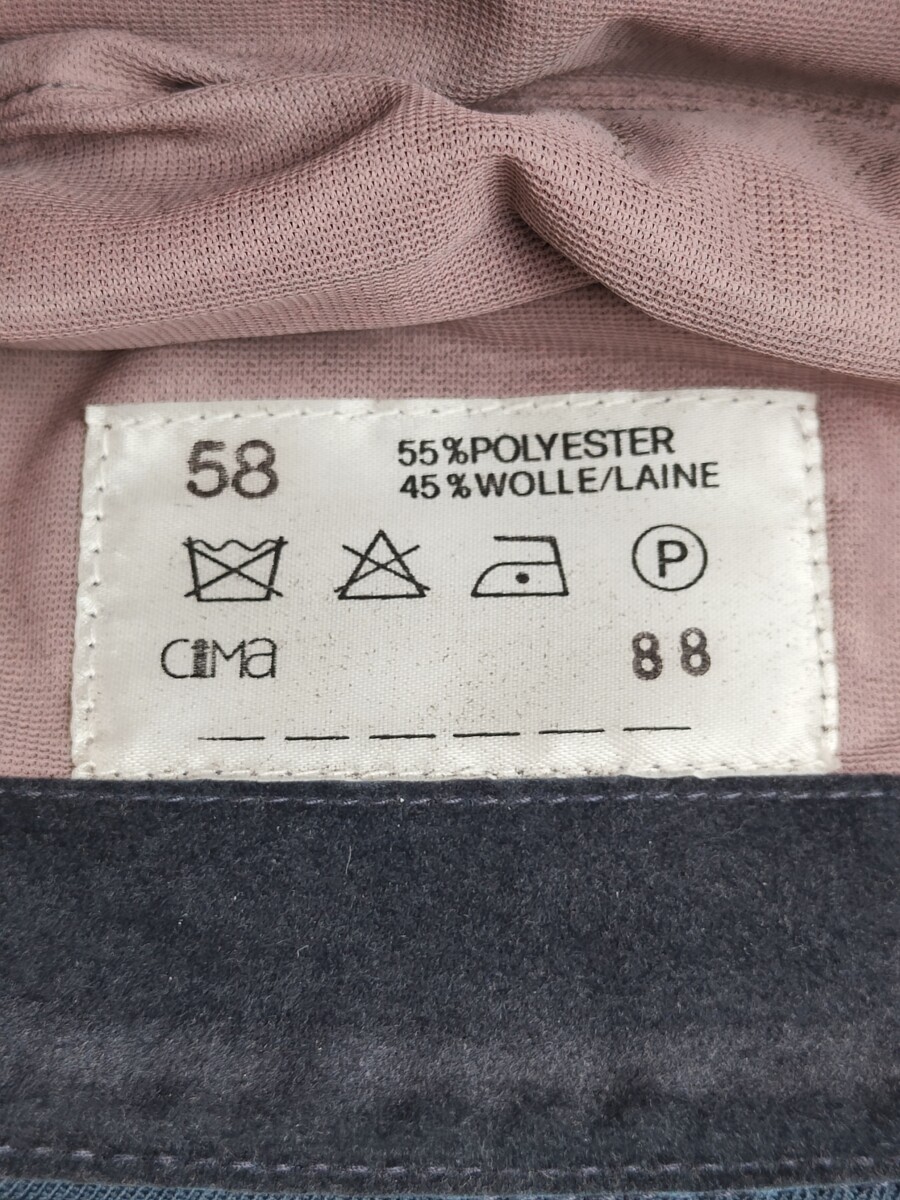 58
55%POLYESTER
45%WOLLE/LAINE
P
CiMa
88